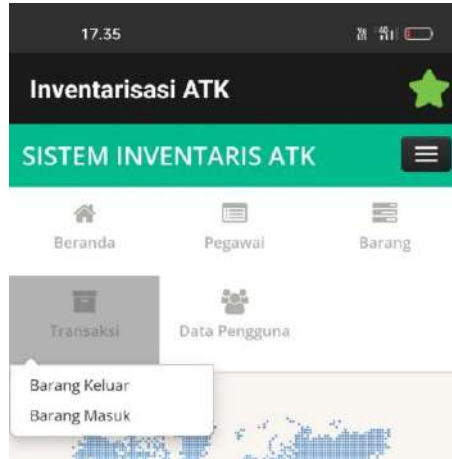 17.35
Inventarisasi ATK
SISTEM INVENTARIS ATK
Beranda
Pegawai
Barang
Transaksi
Data Pengguna
Barang Keluar
Barang Masuk